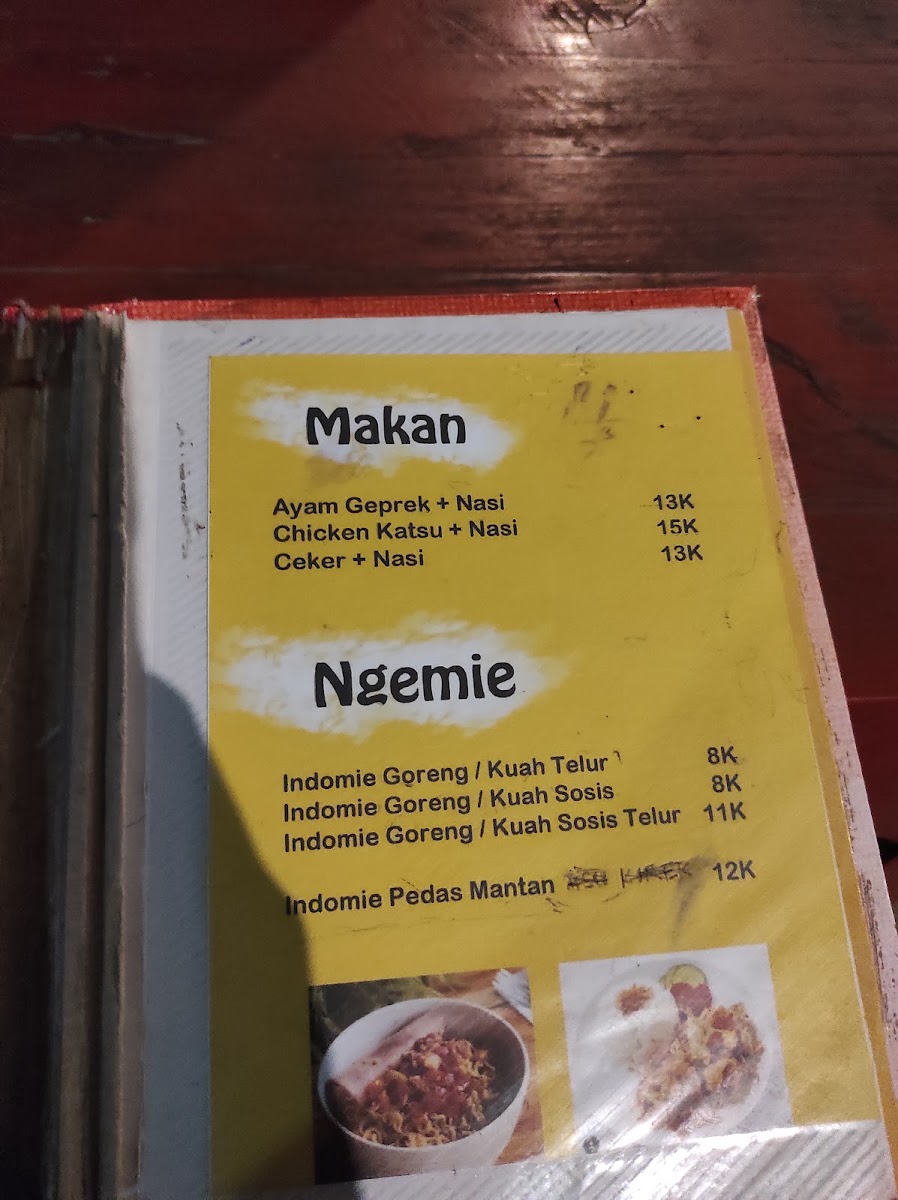 Makan
Ayam Geprek + Nasi 13K
Chicken Katsu + Nasi 15K
Ceker + Nasi 13K
Ngemie
Indomie Goreng / Kuah Telur 8K
Indomie Goreng / Kuah Sosis 8K
Indomie Goreng / Kuah Sosis Telur 11K
Indomie Pedas Mantan 12K